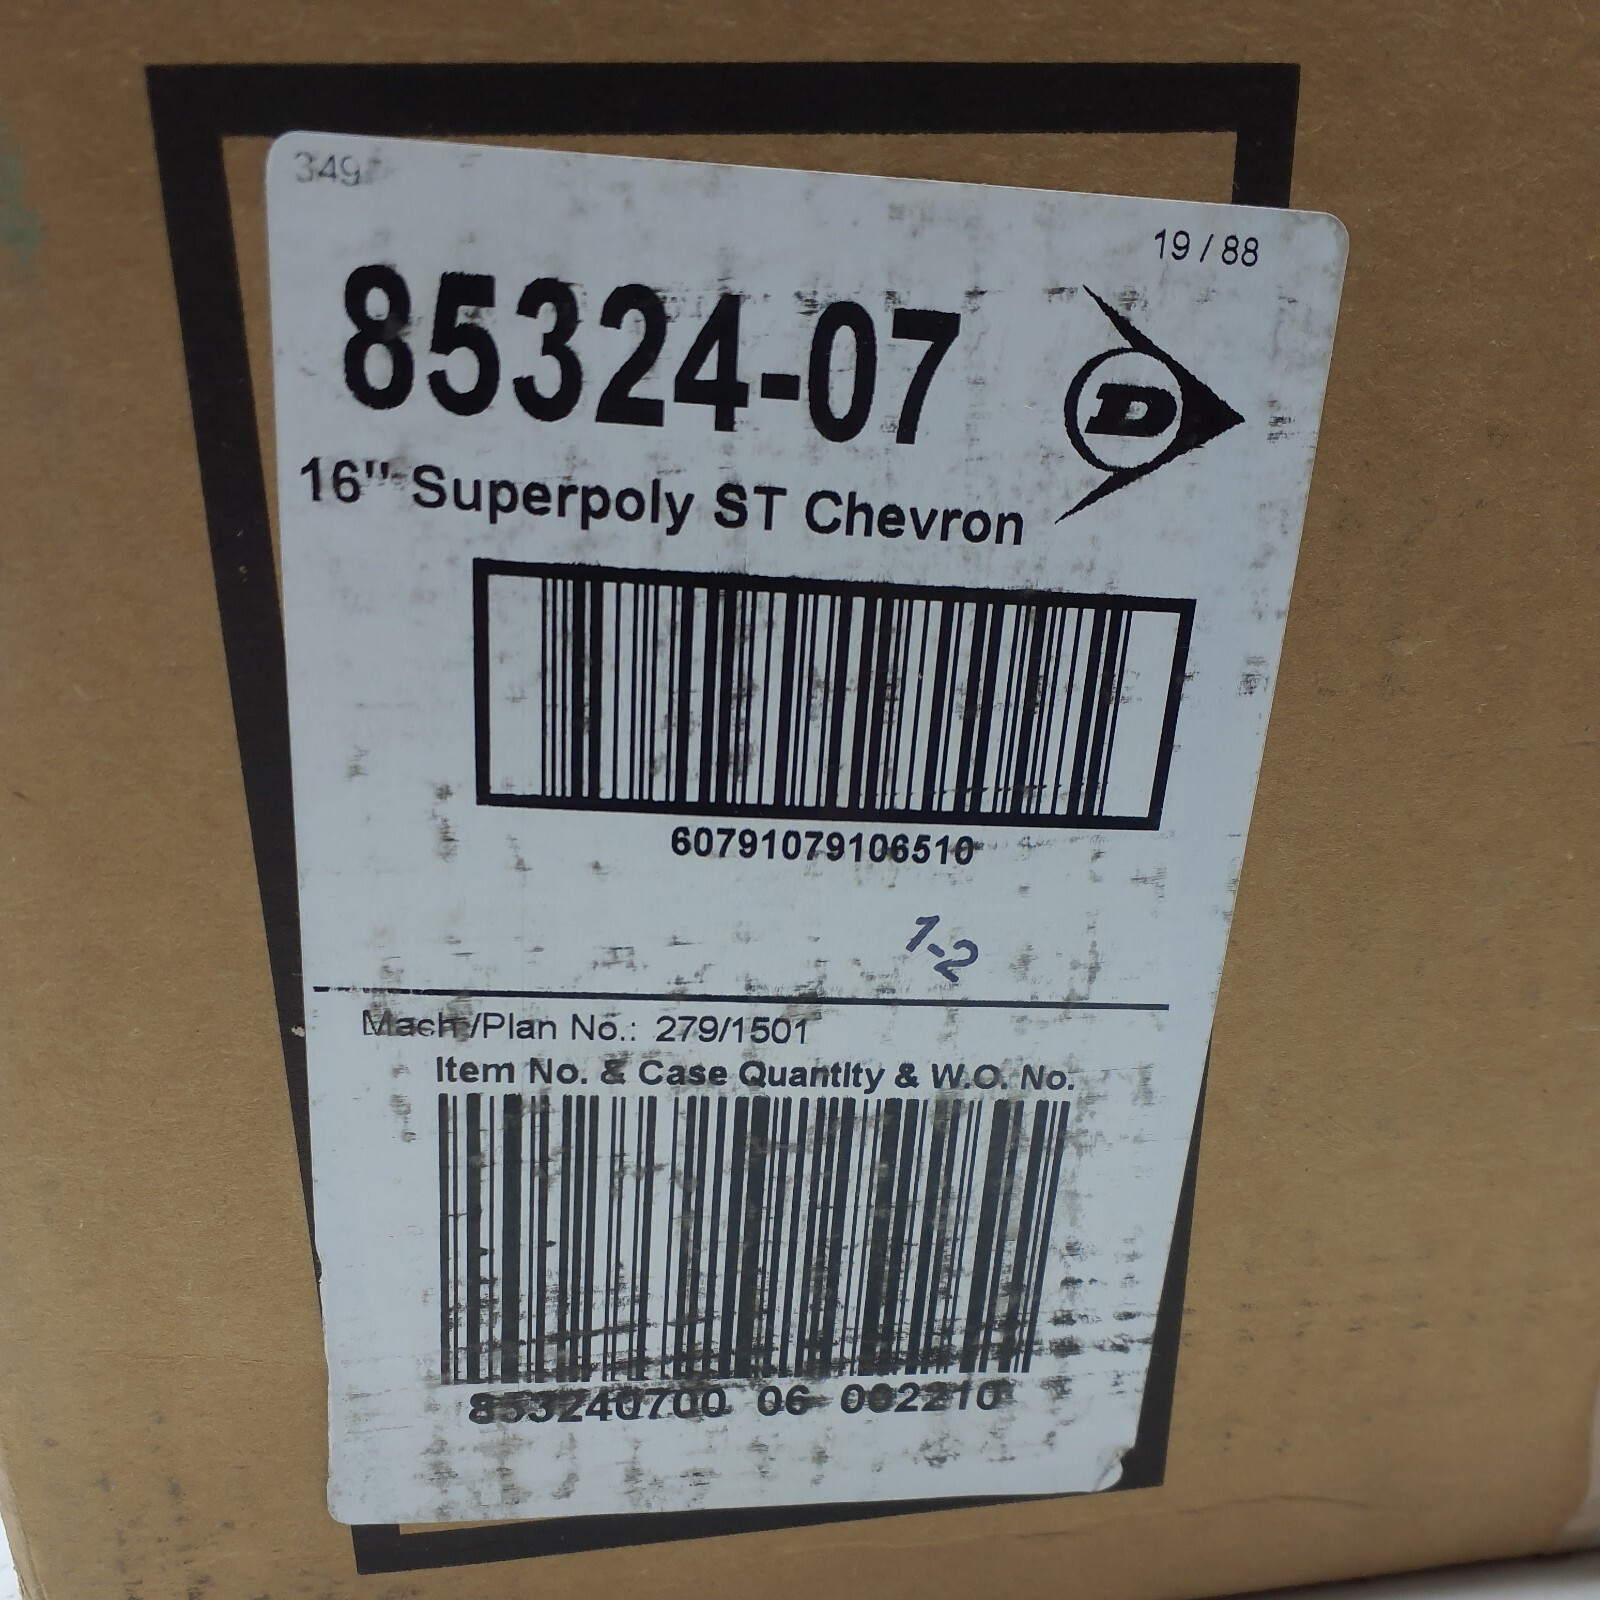 349
19 / 88
85324-07
D
16" Superpoly ST Chevron
60791079106510
1-2
Mach./Plan No.: 279/1501
Item No. & Case Quantity & W.O. No.
853240700 06 002210